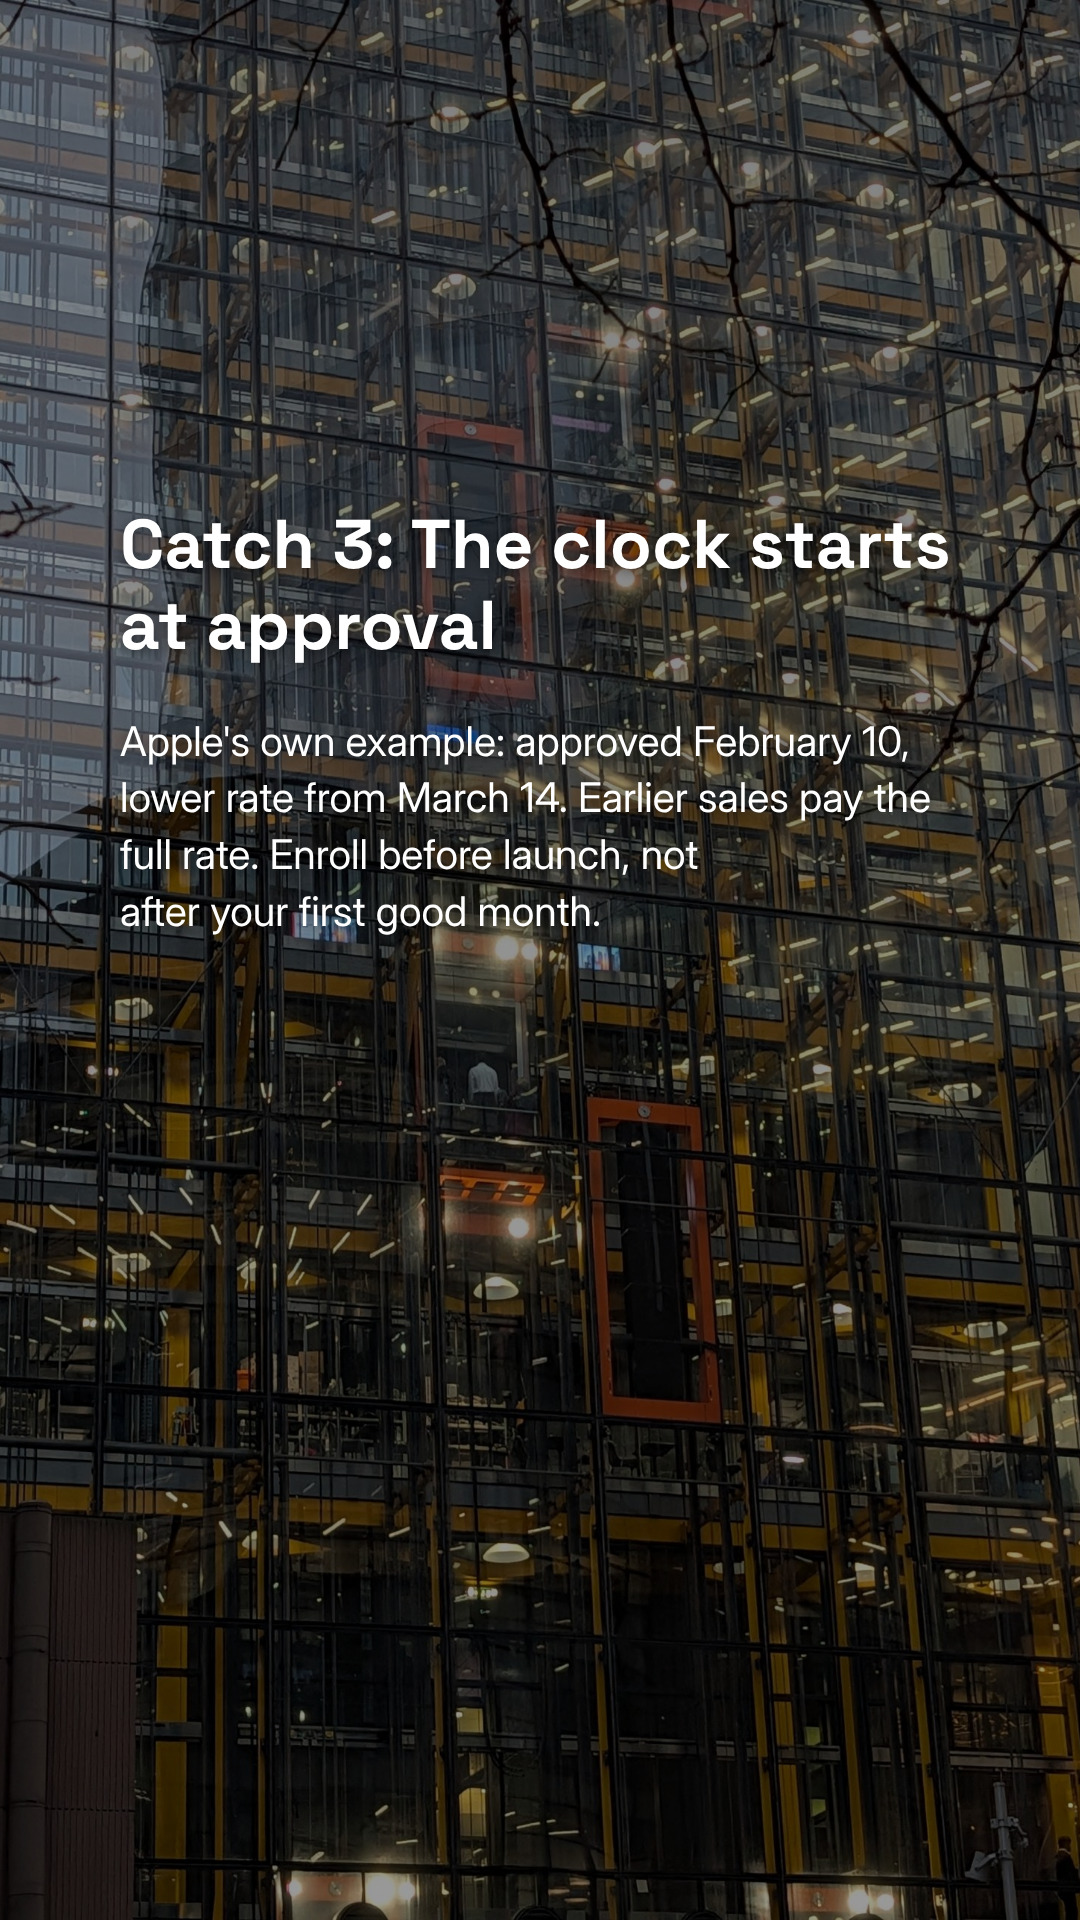 Catch 3: The clock starts
at approval
Apple's own example: approved February 10,
lower rate from March 14. Earlier sales pay the
full rate. Enroll before launch, not
after your first good month.